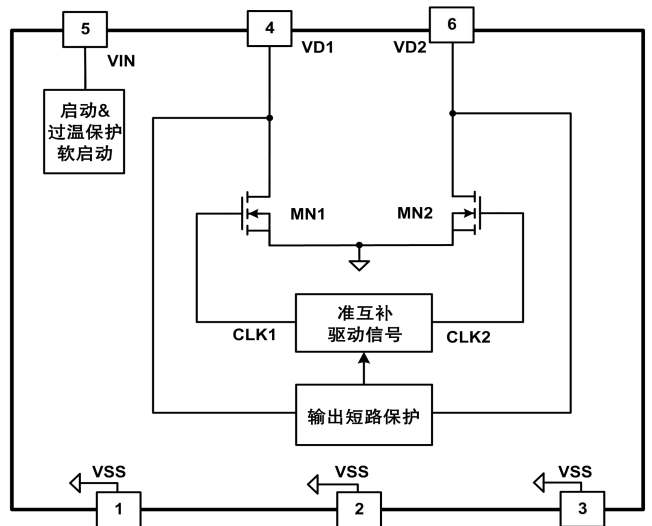 5
4
6
VIN
VD1
VD2
启动&
过温保护
软启动
MN1
MN2
准互补
驱动信号
CLK1
CLK2
输出短路保护
VSS
VSS
VSS
1
2
3